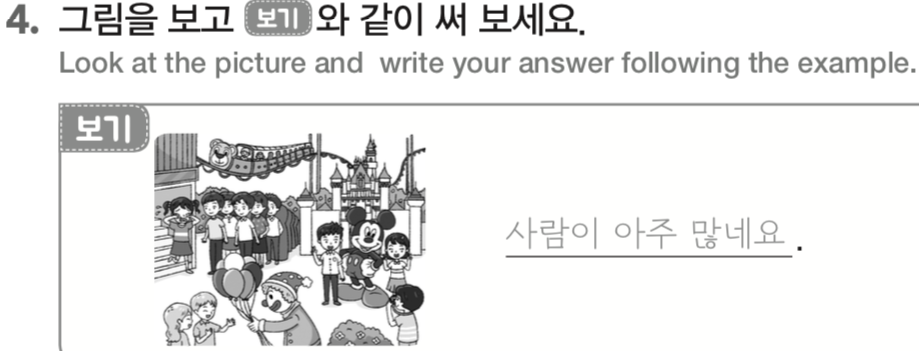 4. 그림을 보고 보기 와 같이 써 보세요.
Look at the picture and write your answer following the example.
보기
사람이 아주 많네요 .